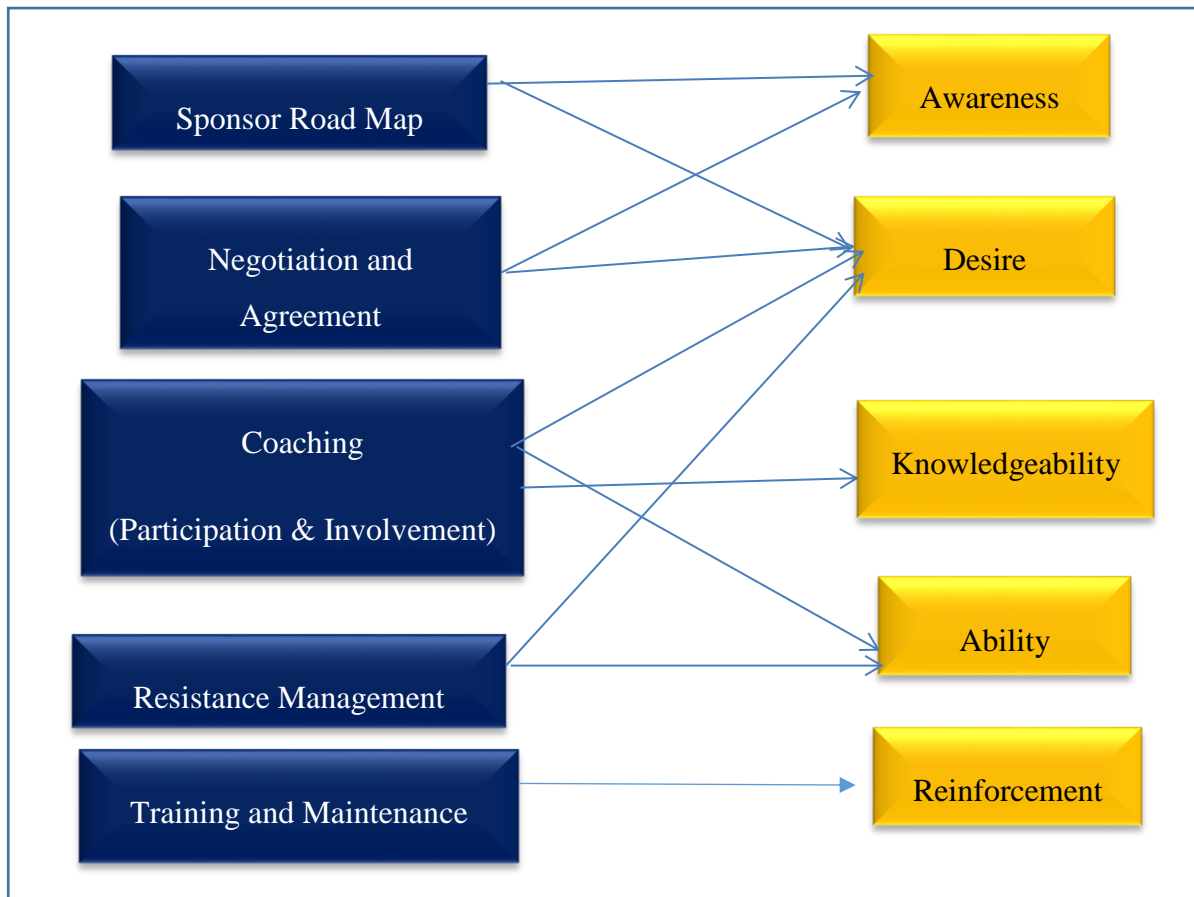 Sponsor Road Map
Awareness
Negotiation and
Agreement
Desire
Coaching
(Participation & Involvement)
Knowledgeability
Resistance Management
Ability
Training and Maintenance
Reinforcement